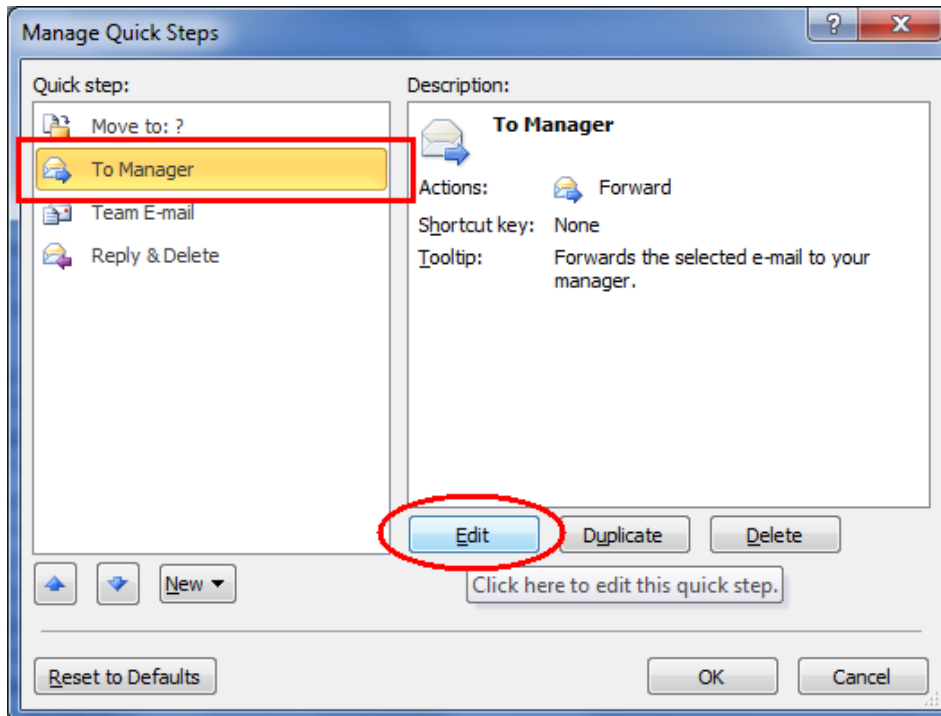 Manage Quick Steps
Quick step:
Move to: ?
To Manager
Team E-mail
Reply & Delete
New
Description:
To Manager
Actions: Forward
Shortcut key: None
Tooltip: Forwards the selected e-mail to your
manager.
Edit Duplicate Delete
Click here to edit this quick step.
Reset to Defaults OK Cancel